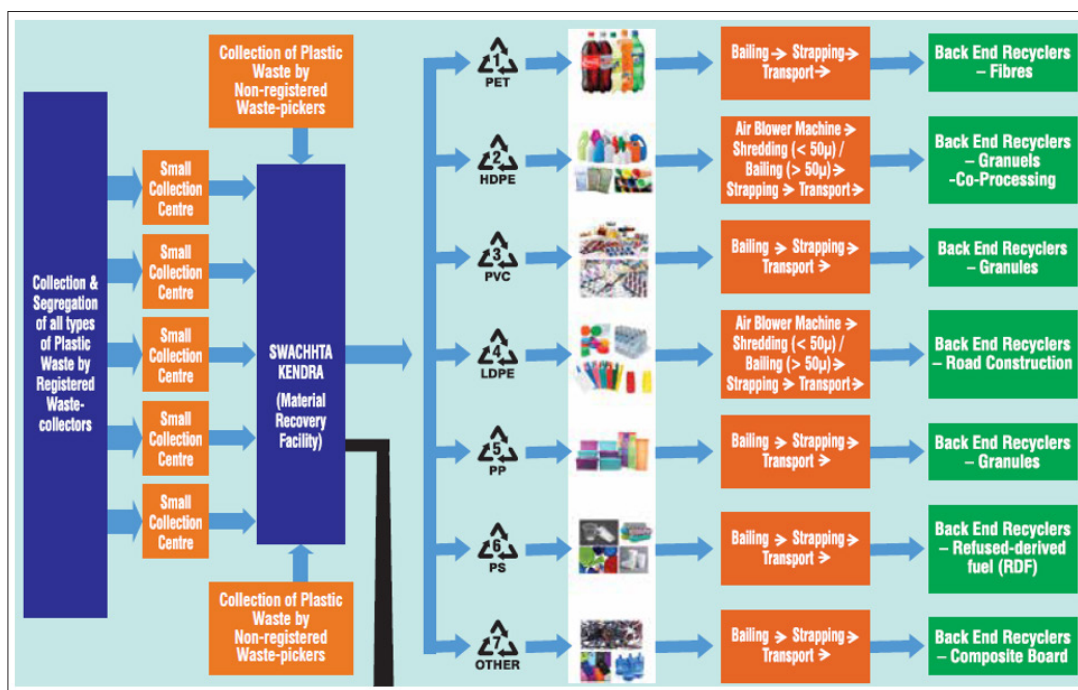 Collection of Plastic
Waste by
Non-registered
Waste-pickers
Collection &
Segregation
of all types
of Plastic
Waste by
Registered
Waste-
collectors
Small
Collection
Centre
Small
Collection
Centre
Small
Collection
Centre
Small
Collection
Centre
Small
Collection
Centre
SWACHHTA
KENDRA
(Material
Recovery
Facility)
Collection of Plastic
Waste by
Non-registered
Waste-pickers
1
PET
Bailing → Strapping →
Transport →
Back End Recyclers
– Fibres
2
HDPE
Air Blower Machine →
Shredding (< 50µ) /
Bailing (> 50µ) →
Strapping → Transport →
Back End Recyclers
– Granuels
-Co-Processing
3
PVC
Bailing → Strapping →
Transport →
Back End Recyclers
– Granules
4
LDPE
Air Blower Machine →
Shredding (< 50µ) /
Bailing (> 50µ) →
Strapping → Transport →
Back End Recyclers
– Road Construction
5
PP
Bailing → Strapping →
Transport →
Back End Recyclers
– Granules
6
PS
Bailing → Strapping →
Transport →
Back End Recyclers
– Refused-derived
fuel (RDF)
7
OTHER
Bailing → Strapping →
Transport →
Back End Recyclers
– Composite Board